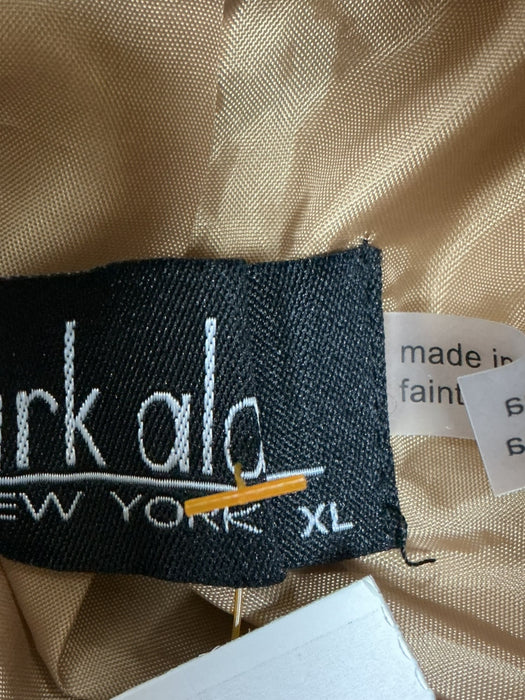 ark ala
EW YORK XL
made in
faint